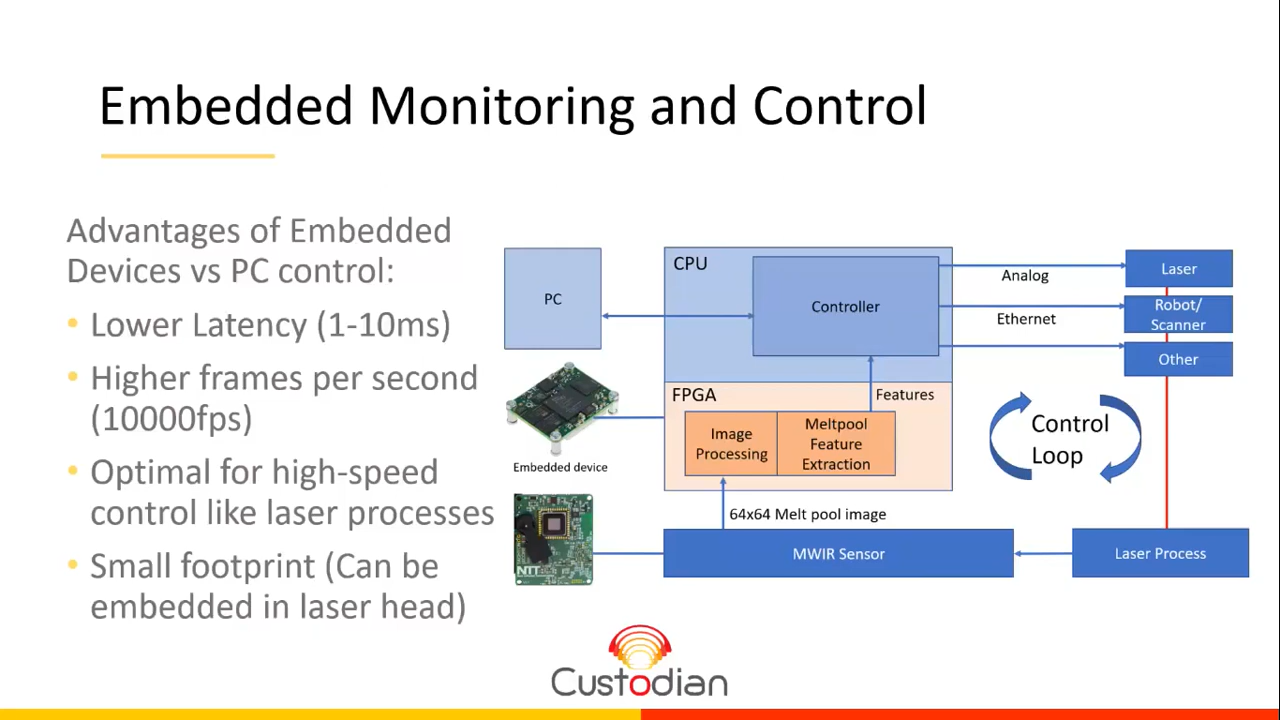 Embedded Monitoring and Control
Advantages of Embedded
Devices vs PC control:
• Lower Latency (1-10ms)
• Higher frames per second
(10000fps)
• Optimal for high-speed
control like laser processes
• Small footprint (Can be
embedded in laser head)
PC
CPU
Controller
Analog
Ethernet
Laser
Robot/
Scanner
Other
FPGA
Features
Image
Processing
Meltpool
Feature
Extraction
Control
Loop
Embedded device
64x64 Melt pool image
NTT
MWIR Sensor
Laser Process
Custodian